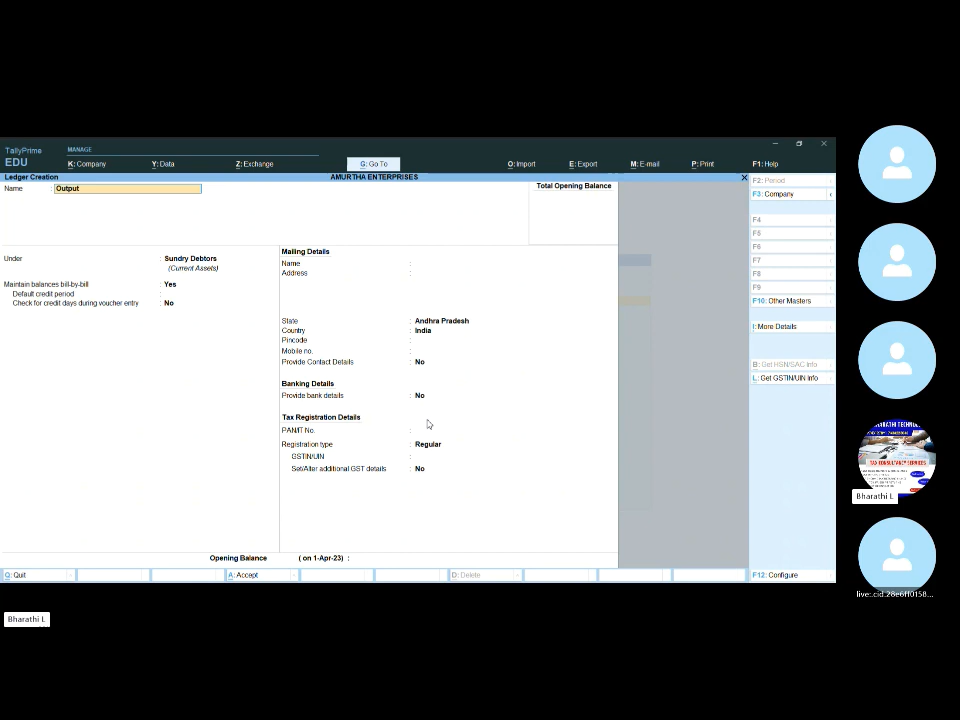 TallyPrime
EDU
MANAGE
K: Company
Y: Data
Z: Exchange
G: Go To
O: Import
E: Export
M: E-mail
P: Print
F1: Help
Ledger Creation
AMURTHA ENTERPRISES
Name : Output
Total Opening Balance
Under : Sundry Debtors
(Current Assets)
Maintain balances bill-by-bill : Yes
Default credit period :
Check for credit days during voucher entry : No
Mailing Details
Name :
Address :
State : Andhra Pradesh
Country : India
Pincode :
Mobile no. :
Provide Contact Details : No
Banking Details
Provide bank details : No
Tax Registration Details
PAN/IT No. :
Registration type : Regular
GSTIN/UIN :
Set/Alter additional GST details : No
Opening Balance ( on 1-Apr-23) :
Q: Quit
A: Accept
D: Delete
F2: Period
F3: Company
F4
F5
F6
F7
F8
F9
F10: Other Masters
I: More Details
B: Get HSN/SAC Info
L: Get GSTIN/UIN Info
F12: Configure
TAX CONSULTANCY SERVICES
Bharathi L
live:.cid.28e6ff0158...
Bharathi L